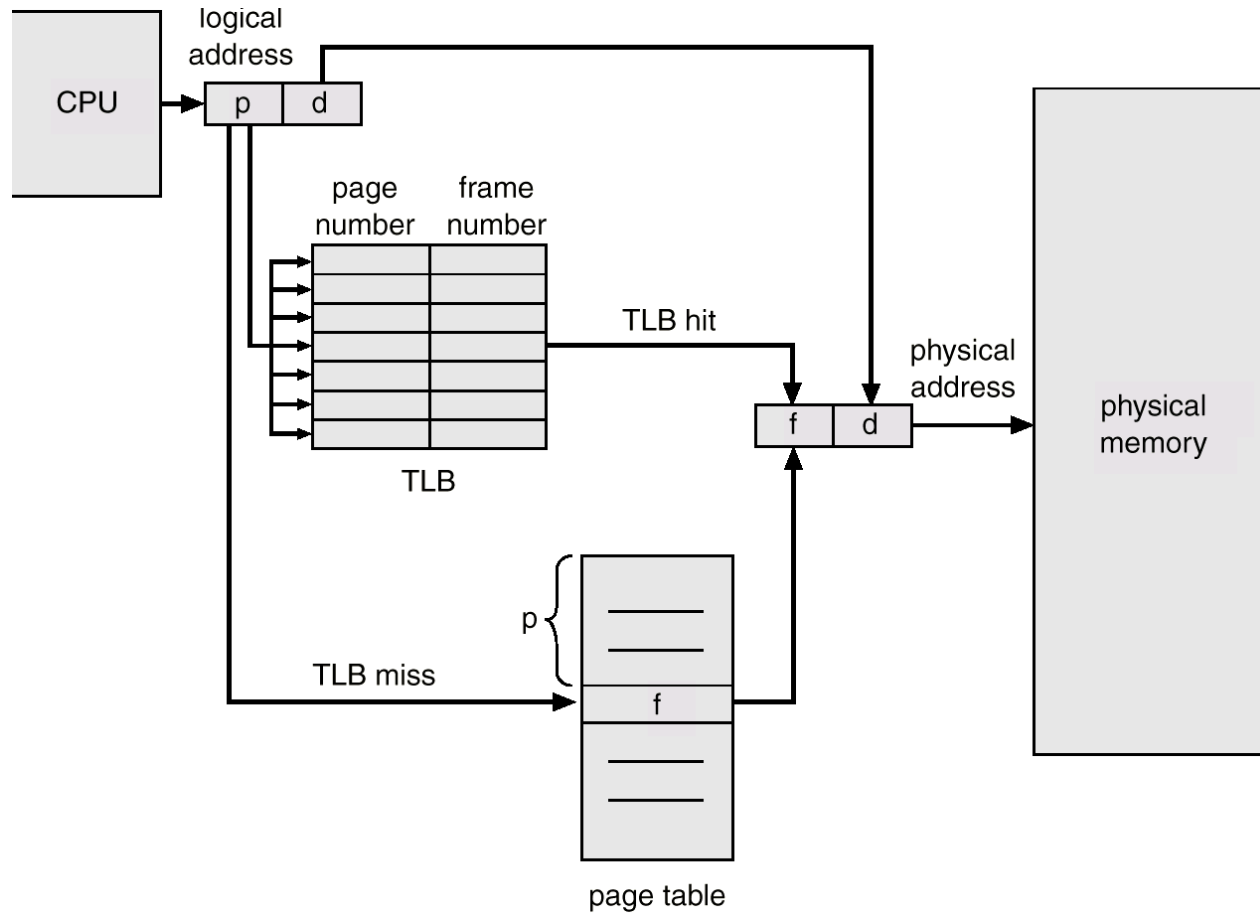 logical
address
CPU
p
d
page
number
frame
number
TLB hit
physical
address
f
d
physical
memory
TLB
p
TLB miss
f
page table